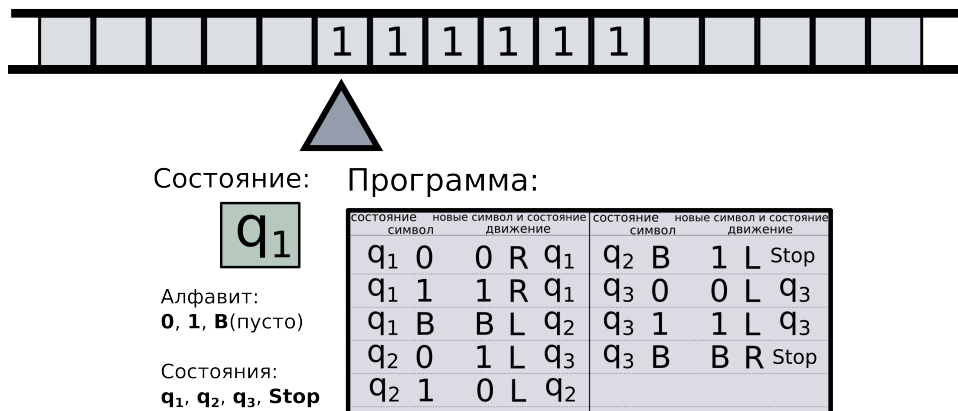 1 1 1 1 1 1
Состояние: Программа:
q1
состояние новые символ и состояние состояние новые символ и состояние
символ движение символ движение
q1 0 0 R q1 q2 B 1 L Stop
q1 1 1 R q1 q3 0 0 L q3
q1 B B L q2 q3 1 1 L q3
q2 0 1 L q3 q3 B B R Stop
q2 1 0 L q2
Алфавит:
0, 1, B(пусто)
Состояния:
q1, q2, q3, Stop